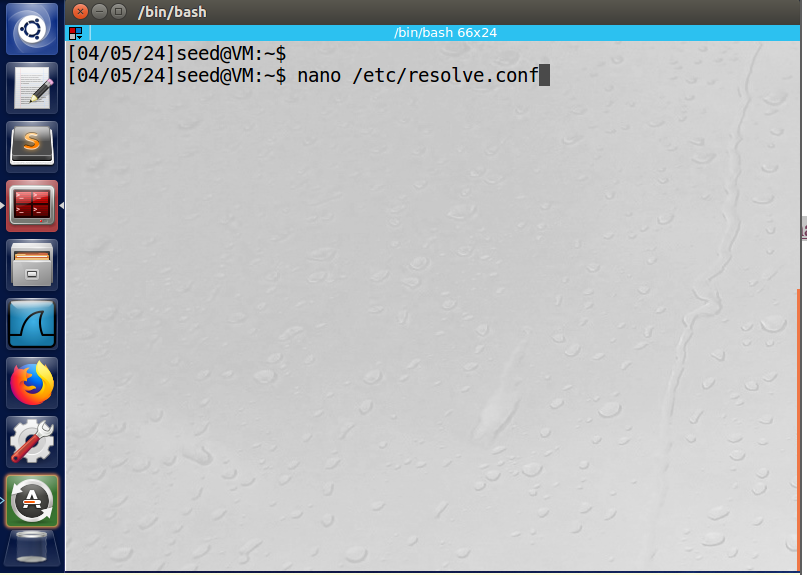 /bin/bash
/bin/bash 66x24
[04/05/24]seed@VM:~$
[04/05/24]seed@VM:~$ nano /etc/resolve.conf